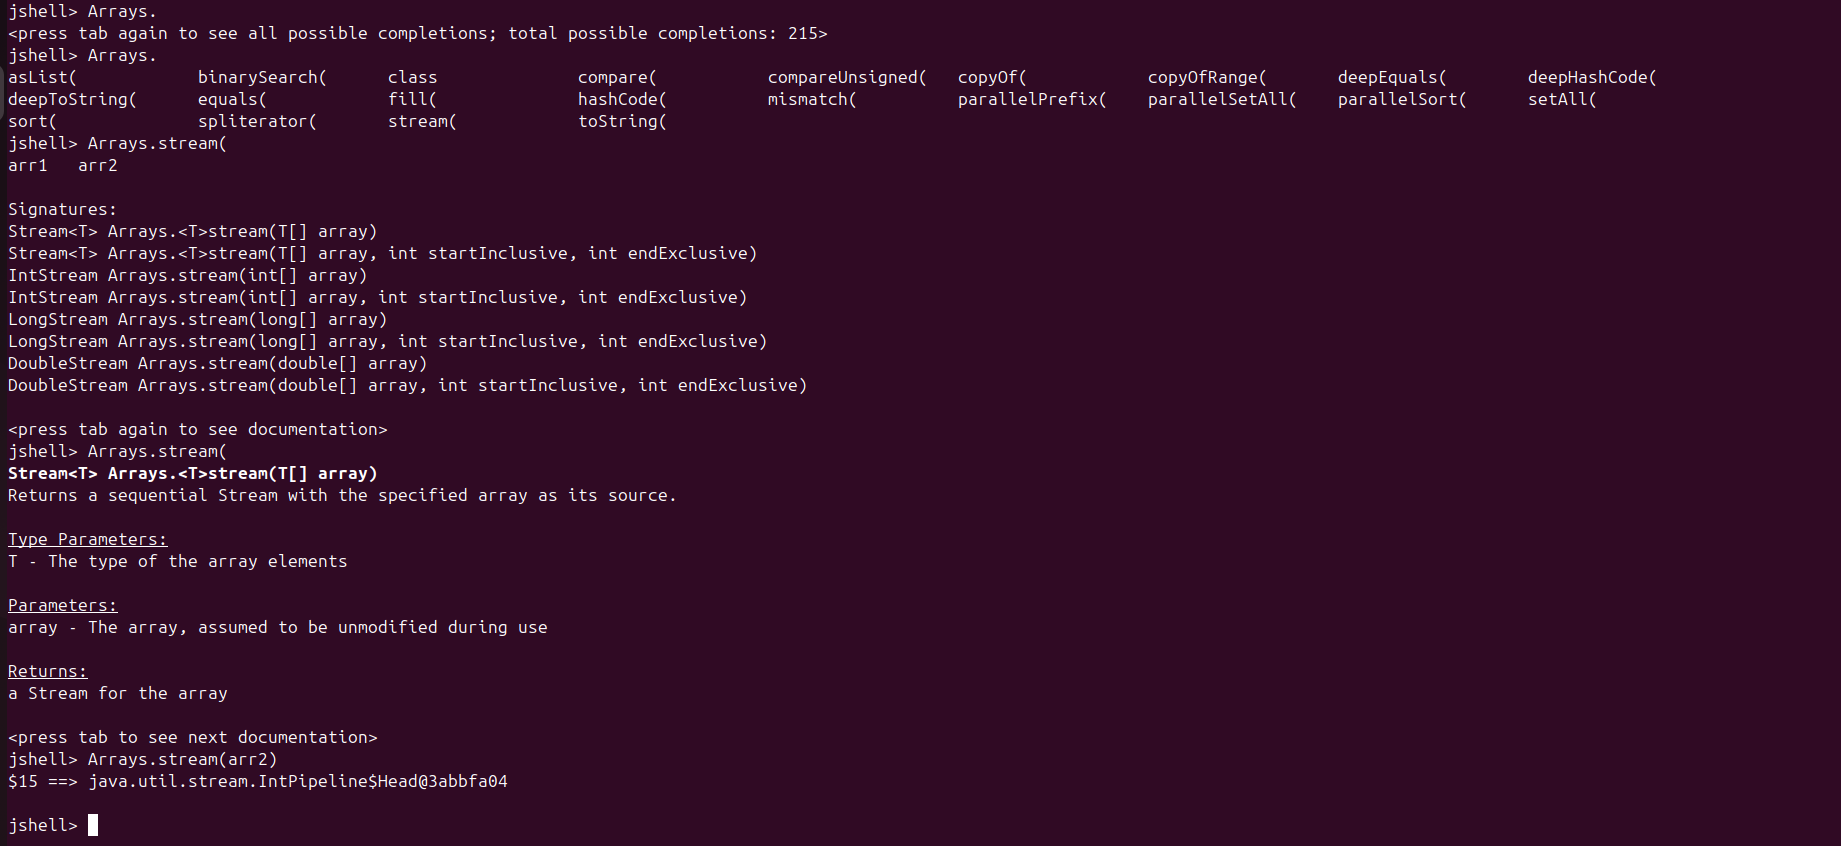 jshell> Arrays.
<press tab again to see all possible completions; total possible completions: 215>
jshell> Arrays.
asList(            binarySearch(      class              compare(           compareUnsigned(   copyOf(            copyOfRange(       deepEquals(        deepHashCode(
deepToString(      equals(            fill(              hashCode(          mismatch(          parallelPrefix(    parallelSetAll(    parallelSort(      setAll(
sort(              spliterator(       stream(            toString(
jshell> Arrays.stream(
arr1   arr2

Signatures:
Stream<T> Arrays.<T>stream(T[] array)
Stream<T> Arrays.<T>stream(T[] array, int startInclusive, int endExclusive)
IntStream Arrays.stream(int[] array)
IntStream Arrays.stream(int[] array, int startInclusive, int endExclusive)
LongStream Arrays.stream(long[] array)
LongStream Arrays.stream(long[] array, int startInclusive, int endExclusive)
DoubleStream Arrays.stream(double[] array)
DoubleStream Arrays.stream(double[] array, int startInclusive, int endExclusive)

<press tab again to see documentation>
jshell> Arrays.stream(
Stream<T> Arrays.<T>stream(T[] array)
Returns a sequential Stream with the specified array as its source.

Type Parameters:
T - The type of the array elements

Parameters:
array - The array, assumed to be unmodified during use

Returns:
a Stream for the array

<press tab to see next documentation>
jshell> Arrays.stream(arr2)
$15 ==> java.util.stream.IntPipeline$Head@3abbfa04

jshell>